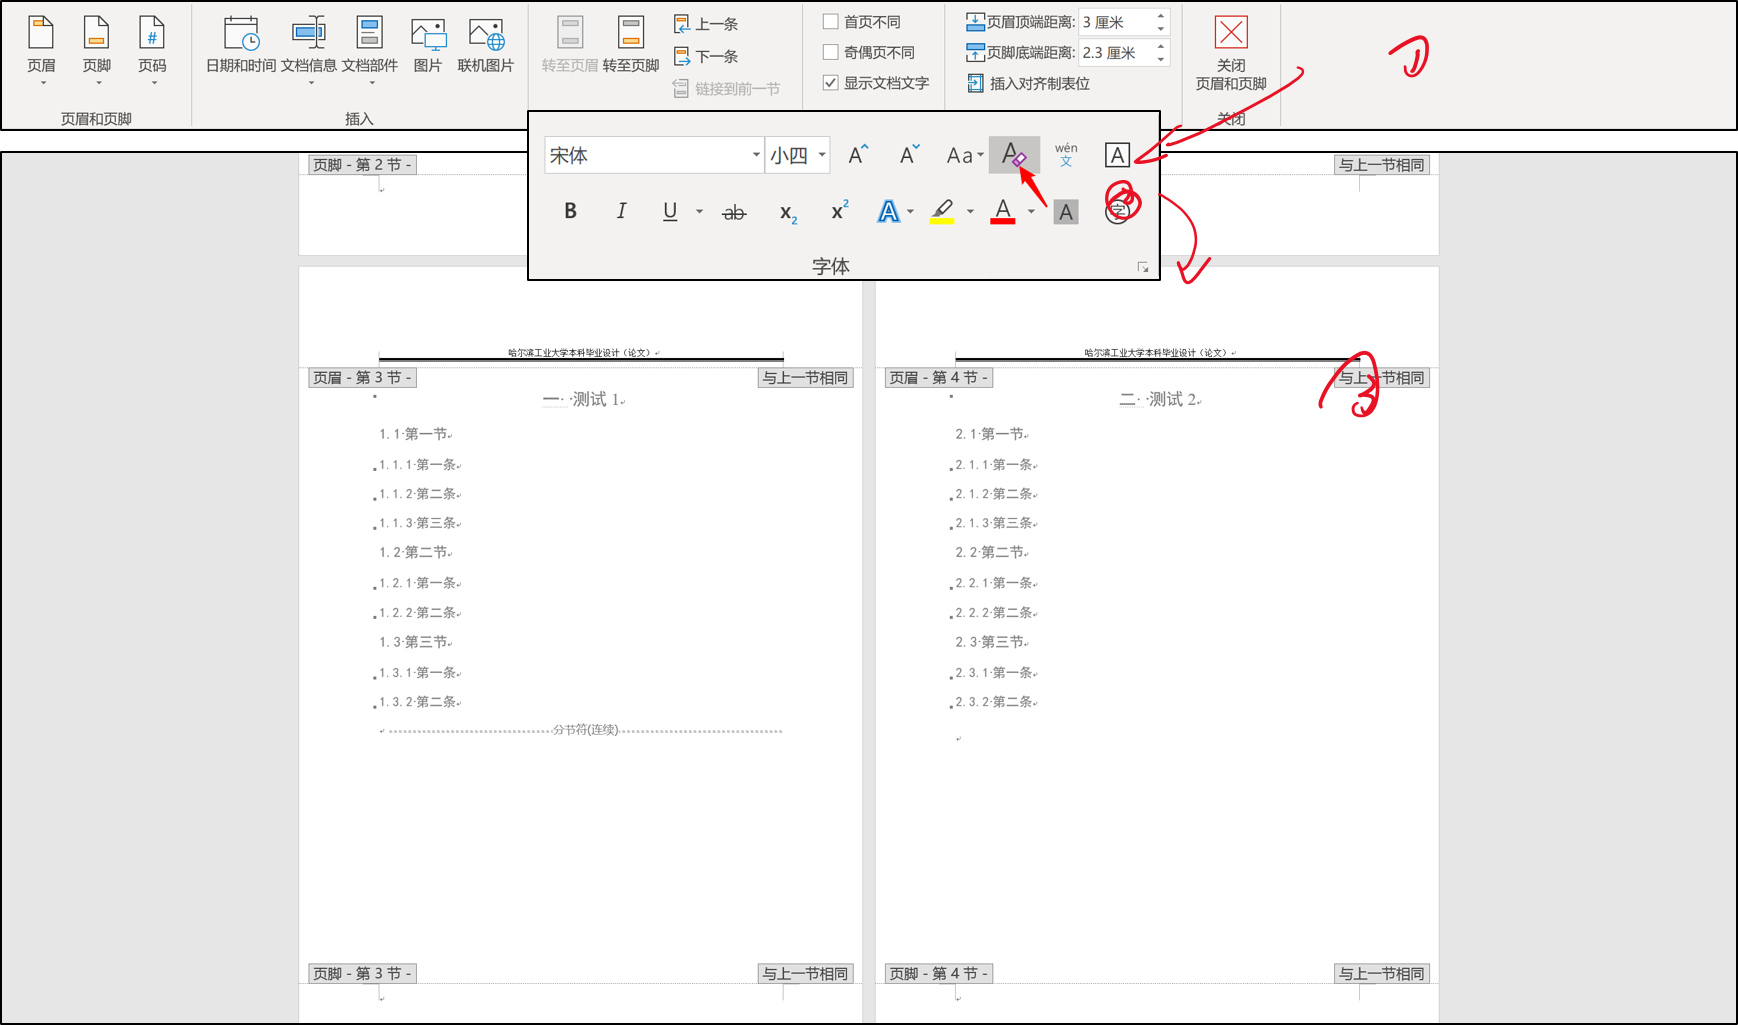 页眉 页脚 页码 日期和时间 文档信息 文档部件 图片 联机图片 转至页眉 转至页脚
上一条
下一条
链接到前一节
首页不同
奇偶页不同
显示文档文字
页眉顶端距离: 3 厘米
页脚底端距离: 2.3 厘米
插入对齐制表位
关闭
页眉和页脚
页眉和页脚 插入 关闭
1
宋体 小四 A A Aa A wén 文 A
B I U ab x2 x2 A A A 字
字体
2
页脚 - 第 2 节 - 与上一节相同
哈尔滨工业大学本科毕业设计（论文）
页眉 - 第 3 节 - 与上一节相同
一· ·测试 1
1.1·第一节
1.1.1·第一条
1.1.2·第二条
1.1.3·第三条
1.2·第二节
1.2.1·第一条
1.2.2·第二条
1.3·第三节
1.3.1·第一条
1.3.2·第二条
分节符(连续)
页脚 - 第 3 节 - 与上一节相同
哈尔滨工业大学本科毕业设计（论文）
页眉 - 第 4 节 - 与上一节相同
3
二· ·测试 2
2.1·第一节
2.1.1·第一条
2.1.2·第二条
2.1.3·第三条
2.2·第二节
2.2.1·第一条
2.2.2·第二条
2.3·第三节
2.3.1·第一条
2.3.2·第二条
页脚 - 第 4 节 - 与上一节相同